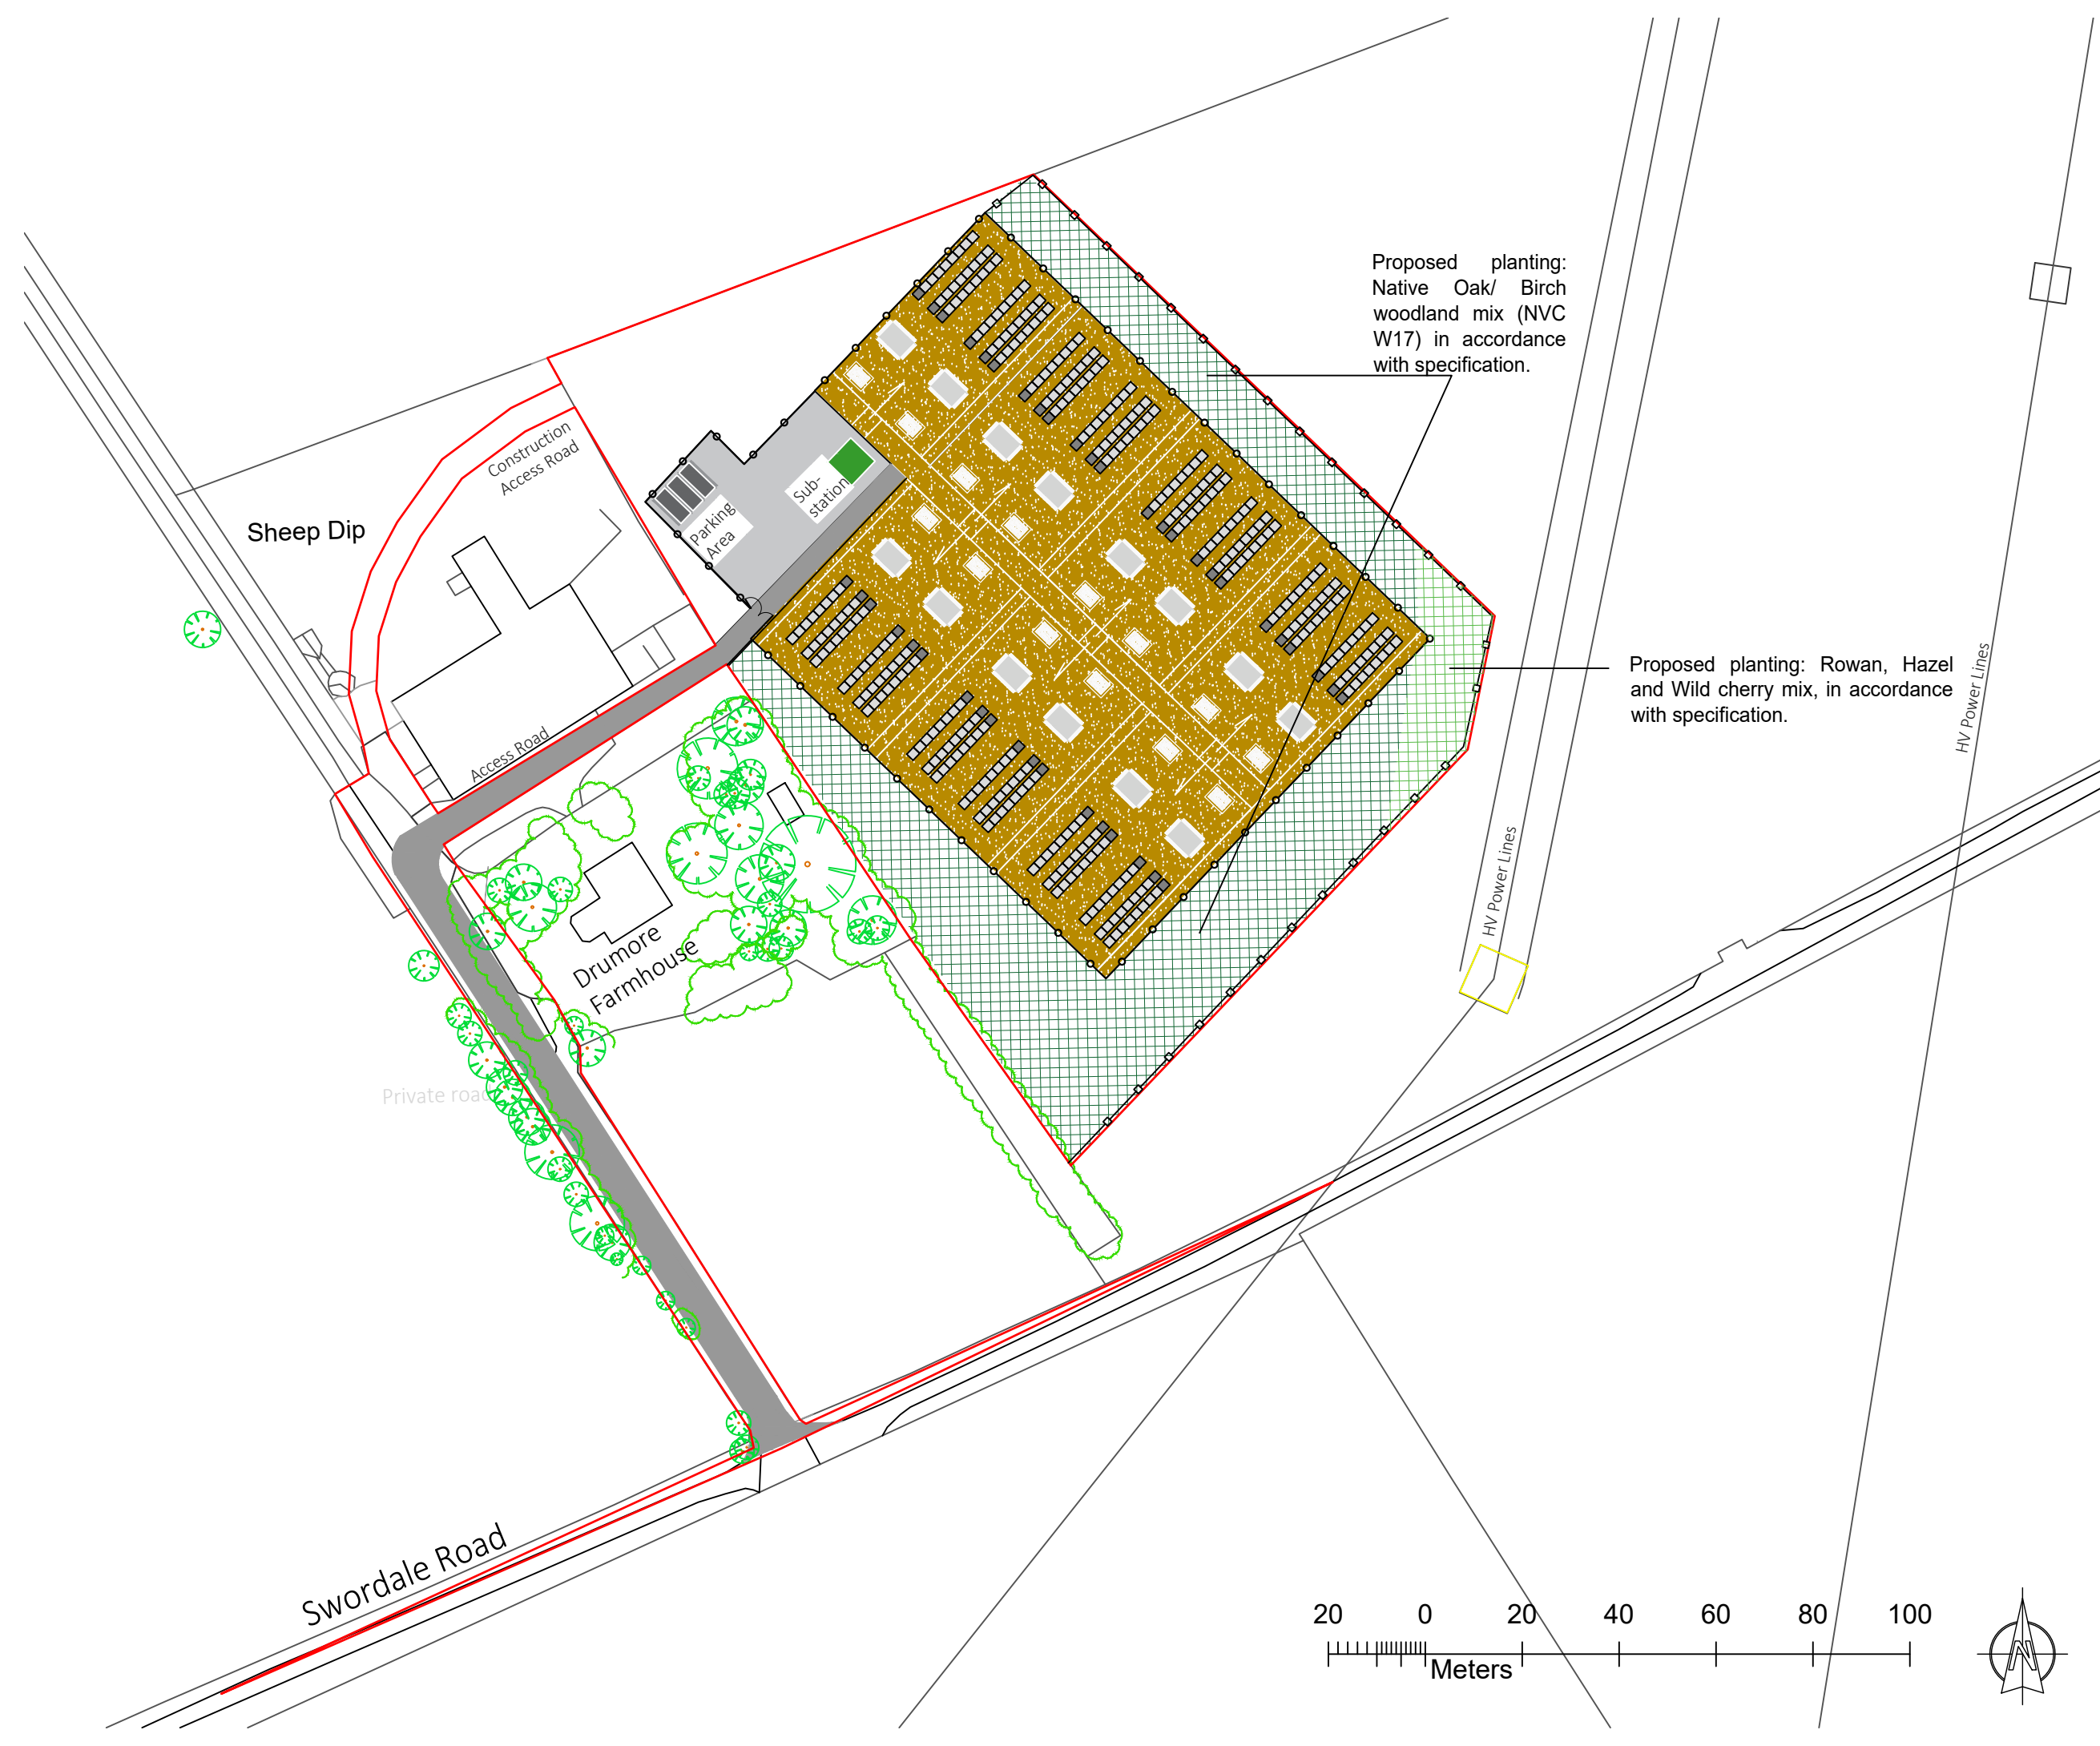 Proposed planting:
Native Oak/ Birch
woodland mix (NVC
W17) in accordance
with specification.
Construction
Access Road
Sub-
station
Parking
Area
Sheep Dip
Proposed planting: Rowan, Hazel
and Wild cherry mix, in accordance
with specification.
HV Power Lines
Access Road
HV Power Lines
Drumore
Farmhouse
Private road
Swordale Road
20 0 20 40 60 80 100
Meters
N